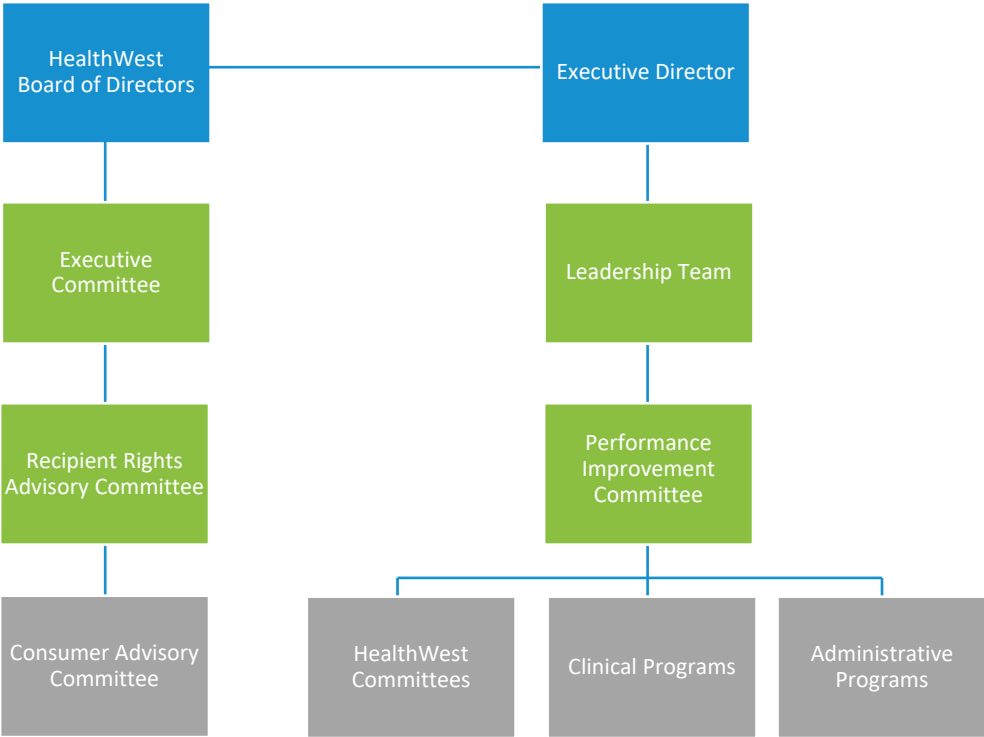 HealthWest
Board of Directors
Executive Director
Executive
Committee
Leadership Team
Recipient Rights
Advisory Committee
Performance
Improvement
Committee
Consumer Advisory
Committee
HealthWest
Committees
Clinical Programs
Administrative
Programs